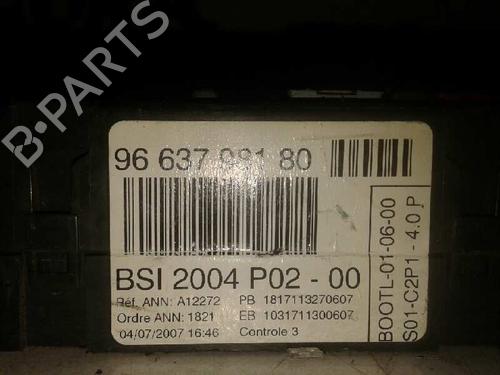 B-PARTS
96 637 981 80
BSI 2004 P02 - 00
Réf. ANN: A12272 PB 1817113270607
Ordre ANN: 1821 EB 1031711300607
04/07/2007 16:46 Controle 3
BOOTL-01-06-00
S01-C2P1 - 4.0 P